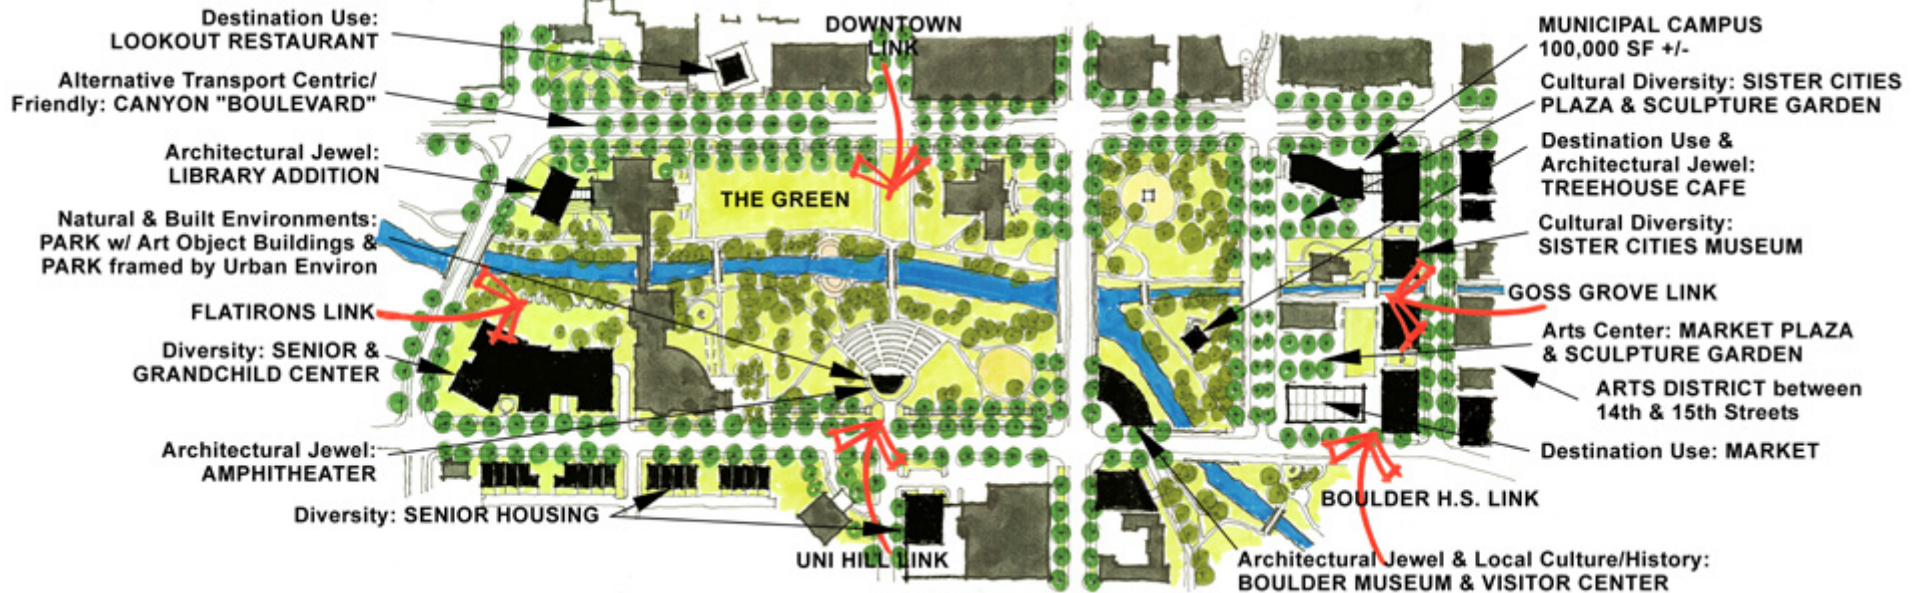 Destination Use:
LOOKOUT RESTAURANT
Alternative Transport Centric/
Friendly: CANYON "BOULEVARD"
Architectural Jewel:
LIBRARY ADDITION
Natural & Built Environments:
PARK w/ Art Object Buildings &
PARK framed by Urban Environ
FLATIRONS LINK
Diversity: SENIOR &
GRANDCHILD CENTER
Architectural Jewel:
AMPHITHEATER
Diversity: SENIOR HOUSING
DOWNTOWN
LINK
THE GREEN
UNI HILL LINK
MUNICIPAL CAMPUS
100,000 SF +/-
Cultural Diversity: SISTER CITIES
PLAZA & SCULPTURE GARDEN
Destination Use &
Architectural Jewel:
TREEHOUSE CAFE
Cultural Diversity:
SISTER CITIES MUSEUM
GOSS GROVE LINK
Arts Center: MARKET PLAZA
& SCULPTURE GARDEN
ARTS DISTRICT between
14th & 15th Streets
Destination Use: MARKET
BOULDER H.S. LINK
Architectural Jewel & Local Culture/History:
BOULDER MUSEUM & VISITOR CENTER